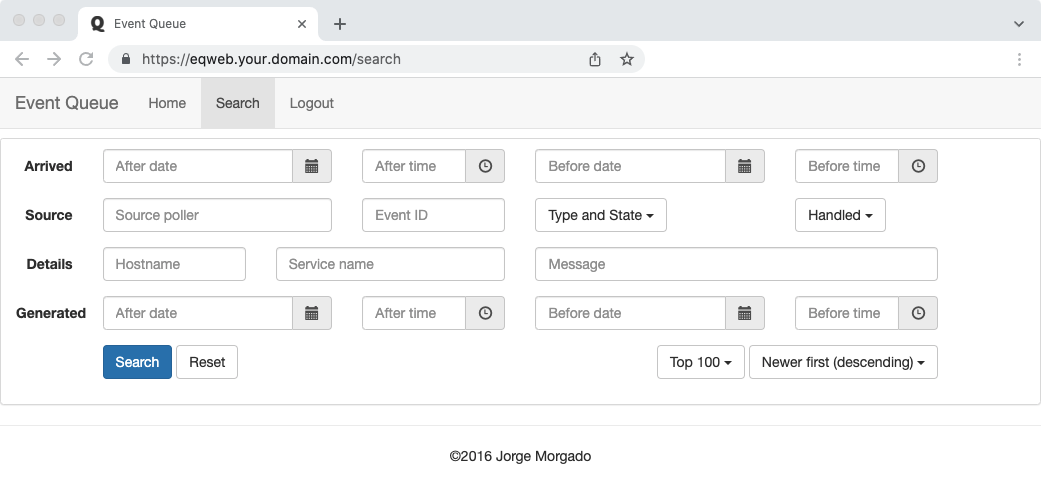 Q Event Queue
https://eqweb.your.domain.com/search
Event Queue Home Search Logout
Arrived After date After time Before date Before time
Source Source poller Event ID Type and State Handled
Details Hostname Service name Message
Generated After date After time Before date Before time
Search Reset Top 100 Newer first (descending)
©2016 Jorge Morgado